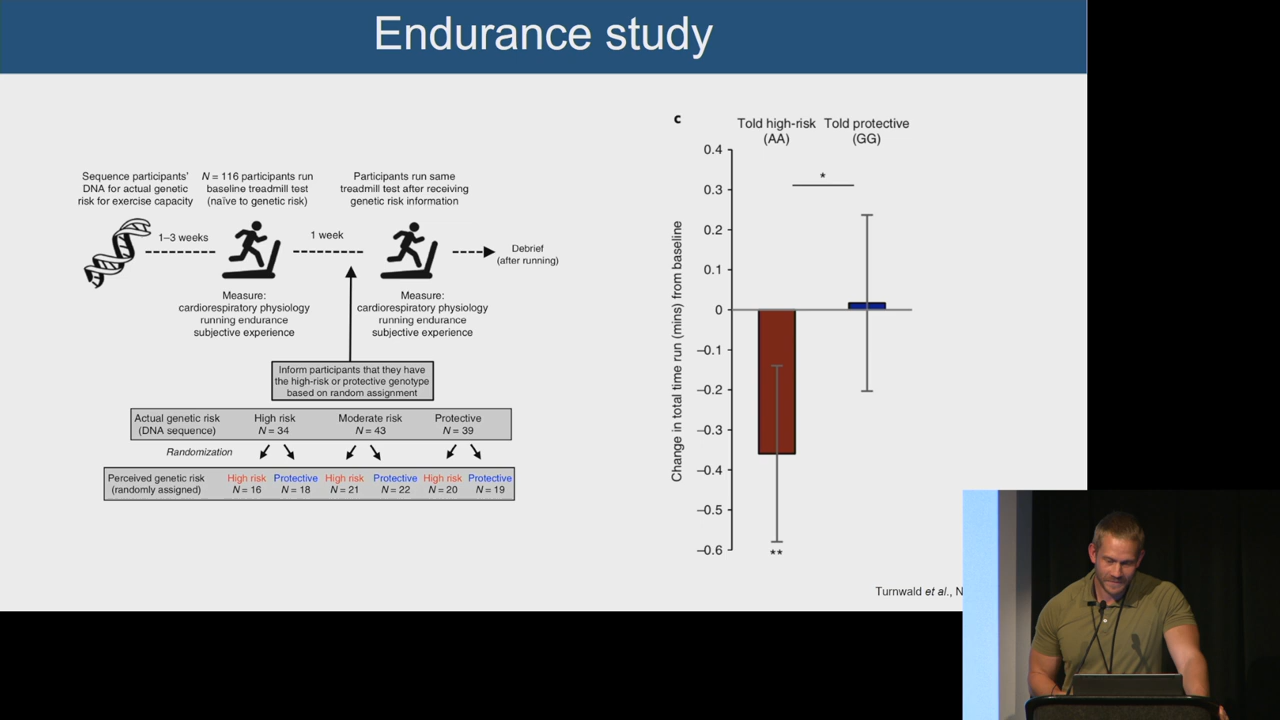 Endurance study
Sequence participants'
DNA for actual genetic
risk for exercise capacity
N = 116 participants run
baseline treadmill test
(naïve to genetic risk)
Participants run same
treadmill test after receiving
genetic risk information
1–3 weeks
1 week
Debrief
(after running)
Measure:
cardiorespiratory physiology
running endurance
subjective experience
Measure:
cardiorespiratory physiology
running endurance
subjective experience
Inform participants that they have
the high-risk or protective genotype
based on random assignment
Actual genetic risk
(DNA sequence)
High risk
N = 34
Moderate risk
N = 43
Protective
N = 39
Randomization
Perceived genetic risk
(randomly assigned)
High risk
N = 16
Protective
N = 18
High risk
N = 21
Protective
N = 22
High risk
N = 20
Protective
N = 19
c
Told high-risk
(AA)
Told protective
(GG)
Change in total time run (mins) from baseline
0.4
0.3
0.2
0.1
0
–0.1
–0.2
–0.3
–0.4
–0.5
–0.6
*
**
Turnwald et al., N